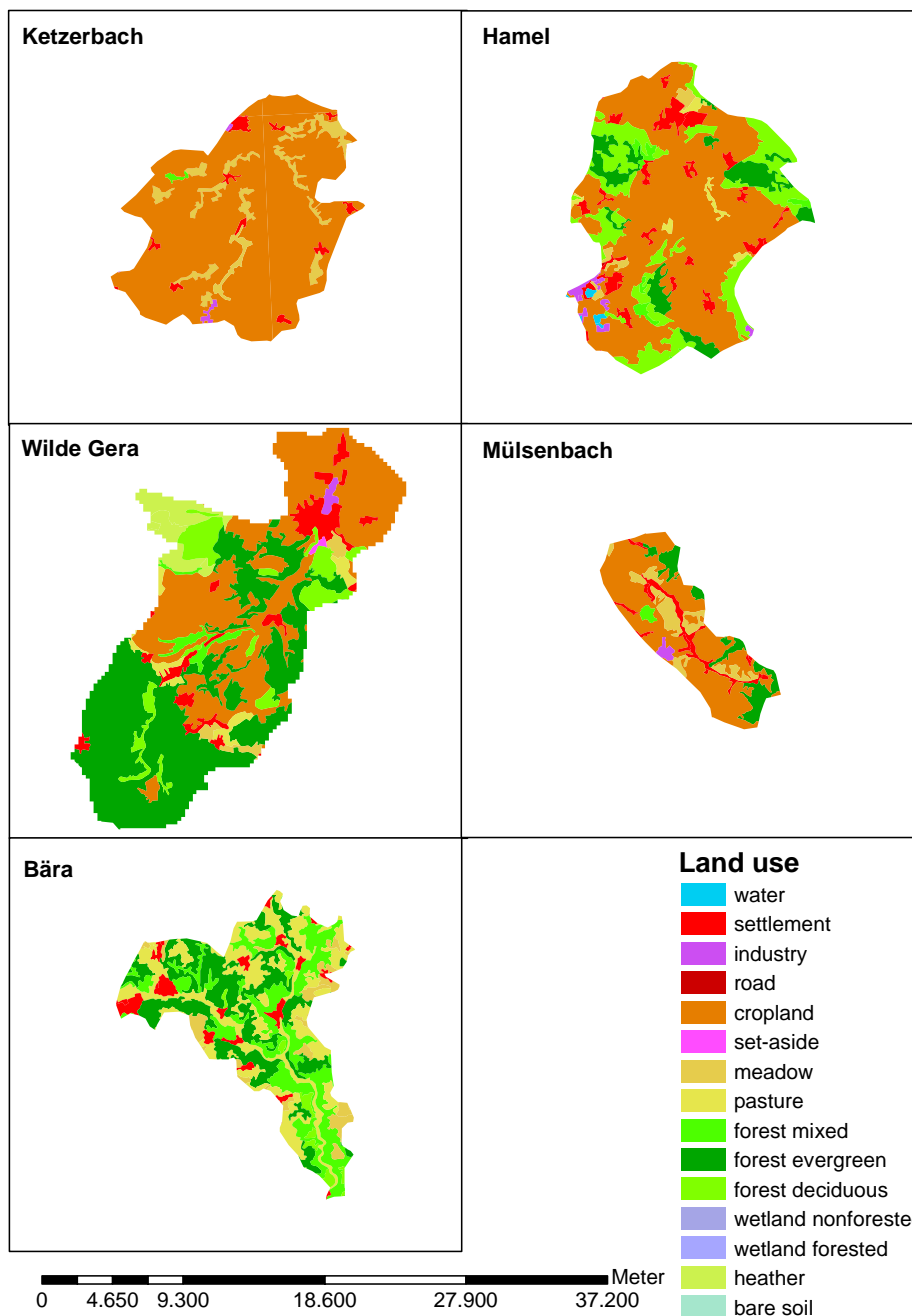 Ketzerbach
Hamel
Wilde Gera
Mülsenbach
Bära
Land use
water
settlement
industry
road
cropland
set-aside
meadow
pasture
forest mixed
forest evergreen
forest deciduous
wetland nonforeste
wetland forested
heather
bare soil
Meter
0 4.650 9.300 18.600 27.900 37.200